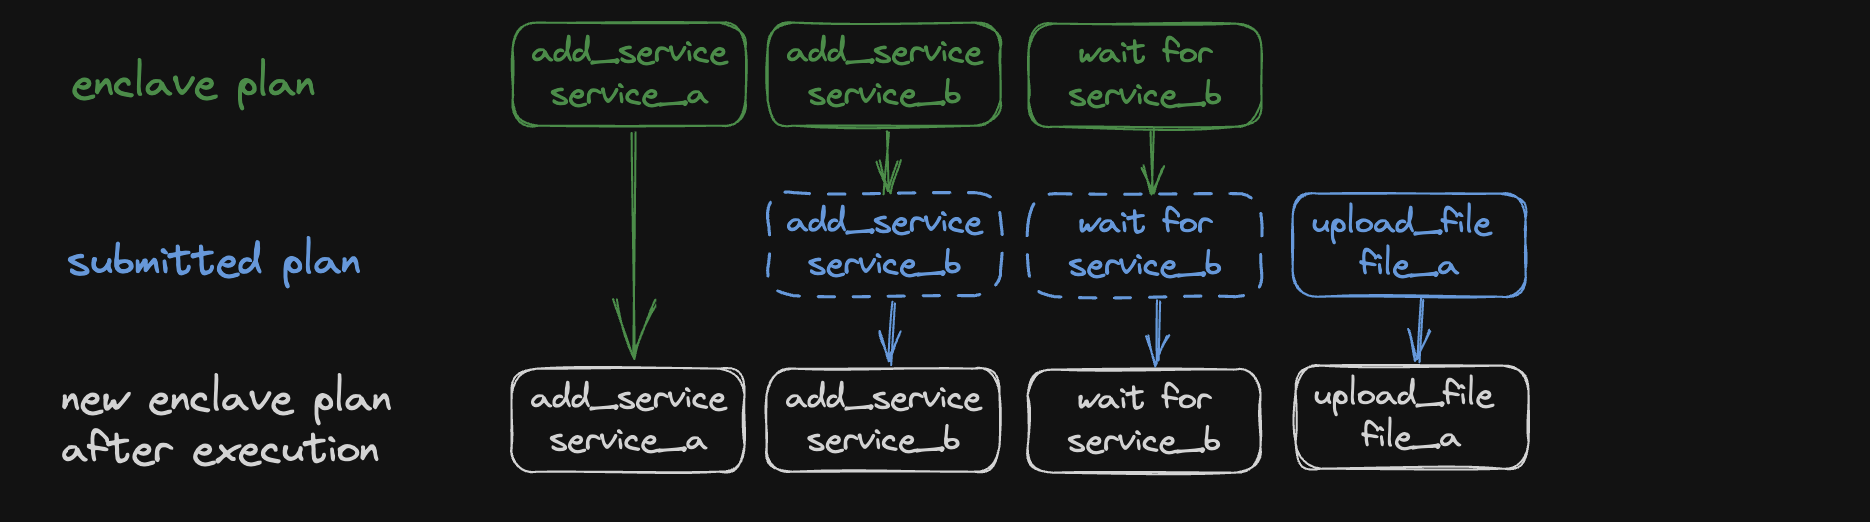 enclave plan
add_service
service_a
add_service
service_b
wait for
service_b
submitted plan
add_service
service_b
wait for
service_b
upload_file
file_a
new enclave plan
after execution
add_service
service_a
add_service
service_b
wait for
service_b
upload_file
file_a